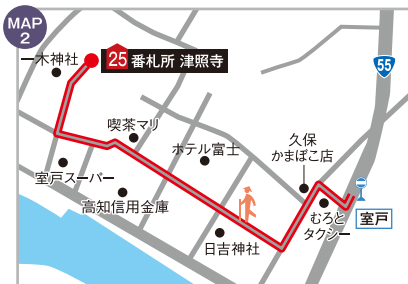 MAP
2
一木神社
25 番札所 津照寺
55
喫茶マリ
ホテル富士
久保
かまぼこ店
室戸スーパー
高知信用金庫
日吉神社
むろと
タクシー
室戸